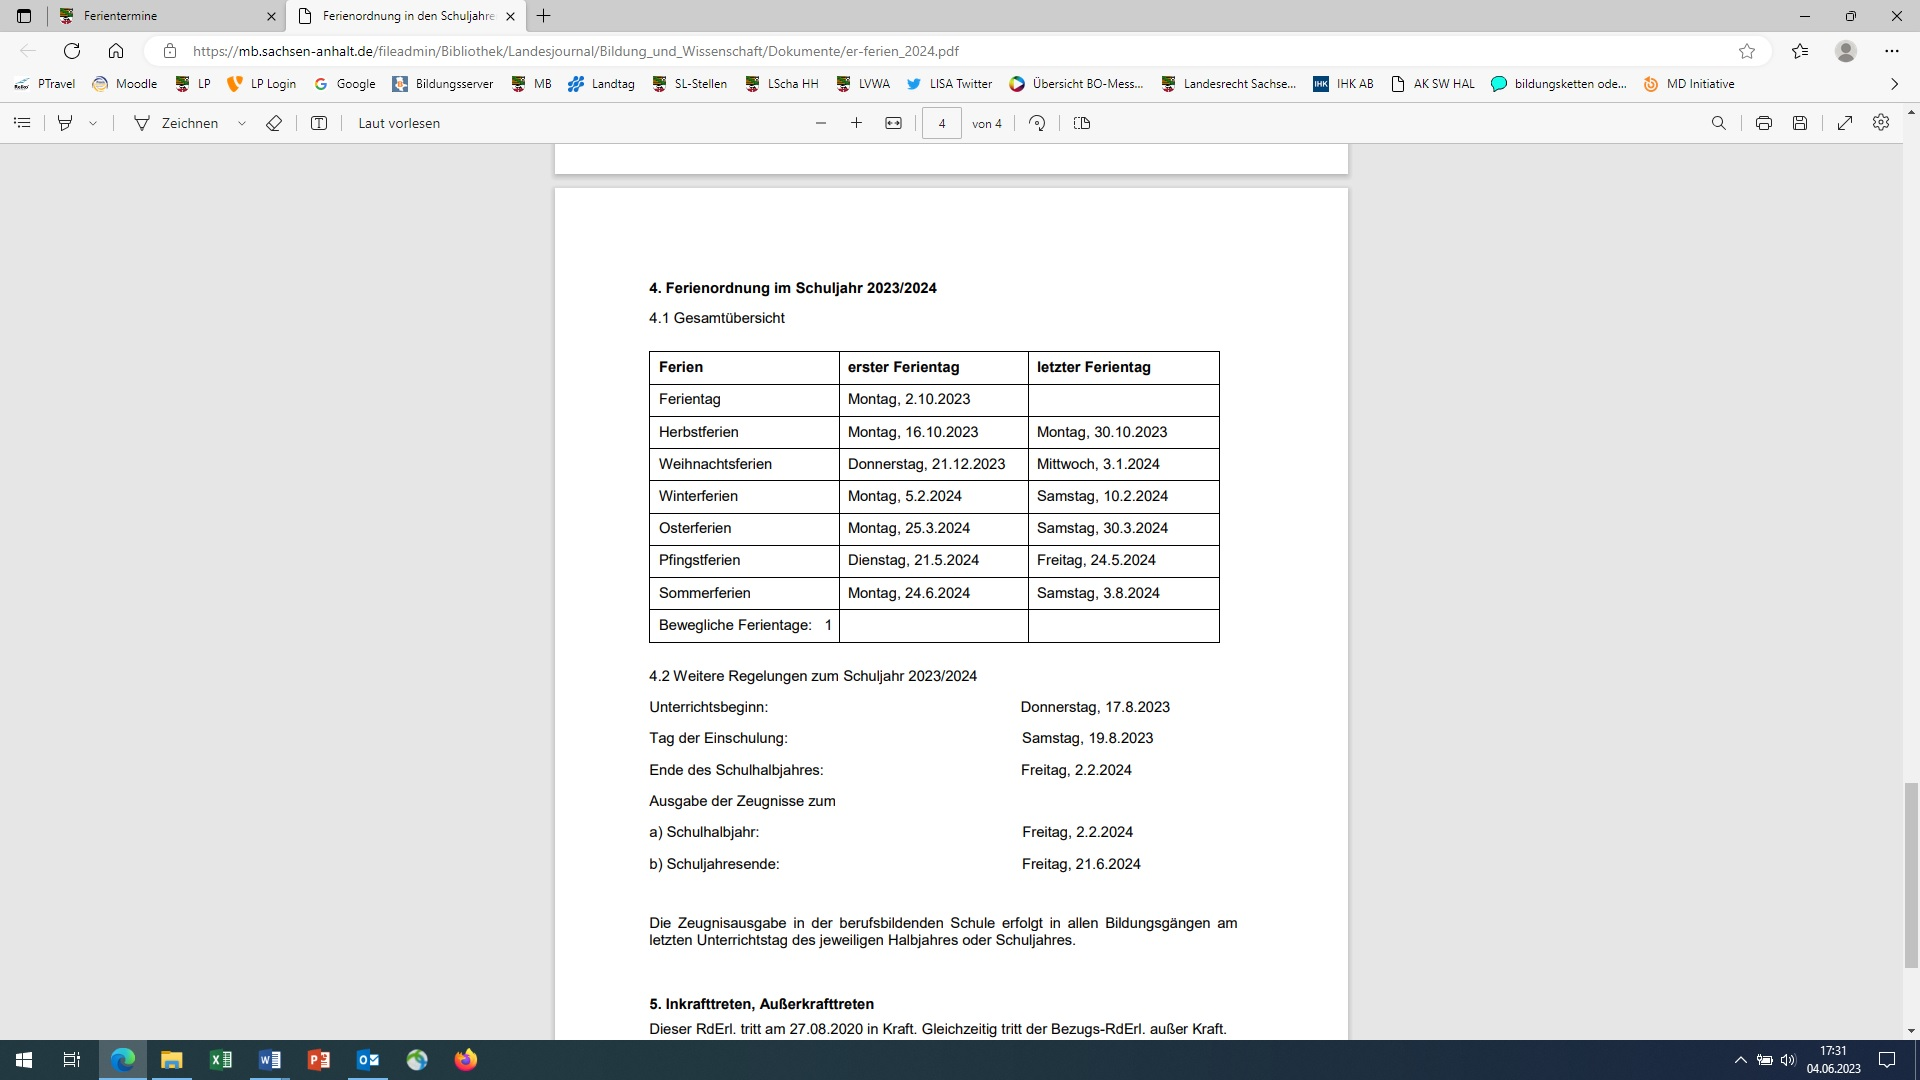 Ferientermine
Ferienordnung in den Schuljahre
https://mb.sachsen-anhalt.de/fileadmin/Bibliothek/Landesjournal/Bildung_und_Wissenschaft/Dokumente/er-ferien_2024.pdf
PTravel Moodle LP LP Login Google Bildungsserver MB Landtag SL-Stellen LScha HH LVWA LISA Twitter Übersicht BO-Mess... Landesrecht Sachse... IHK AB AK SW HAL bildungsketten ode... MD Initiative
Zeichnen Laut vorlesen 4 von 4
4. Ferienordnung im Schuljahr 2023/2024
4.1 Gesamtübersicht
Ferien erster Ferientag letzter Ferientag
Ferientag Montag, 2.10.2023
Herbstferien Montag, 16.10.2023 Montag, 30.10.2023
Weihnachtsferien Donnerstag, 21.12.2023 Mittwoch, 3.1.2024
Winterferien Montag, 5.2.2024 Samstag, 10.2.2024
Osterferien Montag, 25.3.2024 Samstag, 30.3.2024
Pfingstferien Dienstag, 21.5.2024 Freitag, 24.5.2024
Sommerferien Montag, 24.6.2024 Samstag, 3.8.2024
Bewegliche Ferientage: 1
4.2 Weitere Regelungen zum Schuljahr 2023/2024
Unterrichtsbeginn: Donnerstag, 17.8.2023
Tag der Einschulung: Samstag, 19.8.2023
Ende des Schulhalbjahres: Freitag, 2.2.2024
Ausgabe der Zeugnisse zum
a) Schulhalbjahr: Freitag, 2.2.2024
b) Schuljahresende: Freitag, 21.6.2024
Die Zeugnisausgabe in der berufsbildenden Schule erfolgt in allen Bildungsgängen am
letzten Unterrichtstag des jeweiligen Halbjahres oder Schuljahres.
5. Inkrafttreten, Außerkrafttreten
Dieser RdErl. tritt am 27.08.2020 in Kraft. Gleichzeitig tritt der Bezugs-RdErl. außer Kraft.
17:31
04.06.2023